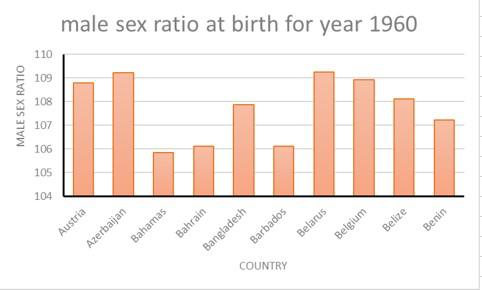 male sex ratio at birth for year 1960
MALE SEX RATIO
110
109
108
107
106
105
104
Austria
Azerbaijan
Bahamas
Bahrain
Bangladesh
Barbados
Belarus
Belgium
Belize
Benin
COUNTRY